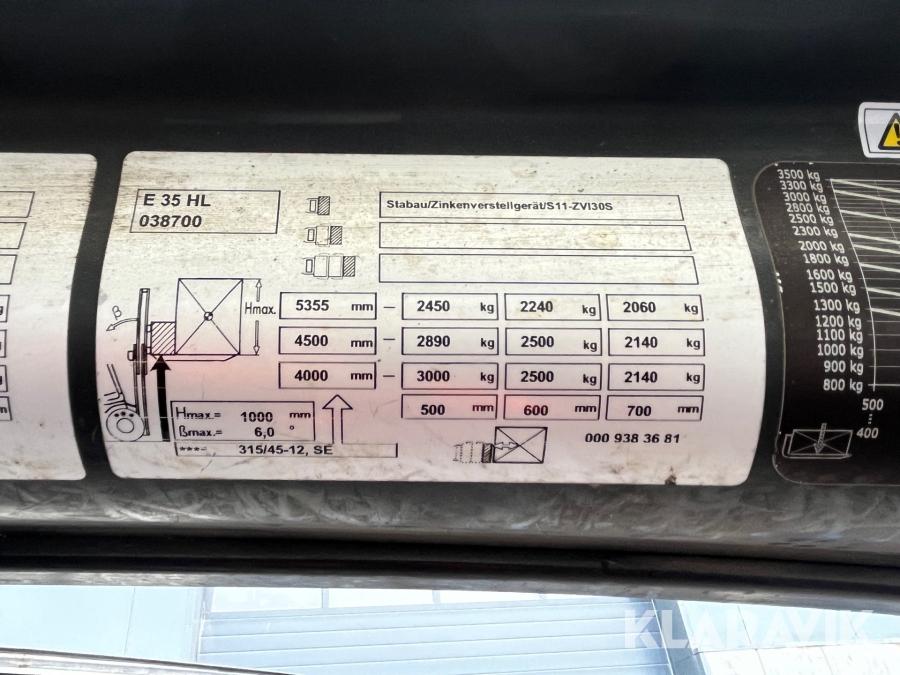 E 35 HL
038700
Stabau/Zinkenverstellgerät/S11-ZVI30S
β
Hmax.
5355 mm – 2450 kg 2240 kg 2060 kg
4500 mm – 2890 kg 2500 kg 2140 kg
4000 mm – 3000 kg 2500 kg 2140 kg
500 mm 600 mm 700 mm
Hmax.= 1000 mm
ßmax.= 6,0 °
***= 315/45-12, SE
000 938 36 81
3500 kg
3300 kg
3000 kg
2800 kg
2500 kg
2300 kg
2000 kg
1800 kg
1600 kg
1500 kg
1300 kg
1200 kg
1100 kg
1000 kg
900 kg
800 kg
500
400
g
g
g
m
KLARAVIK